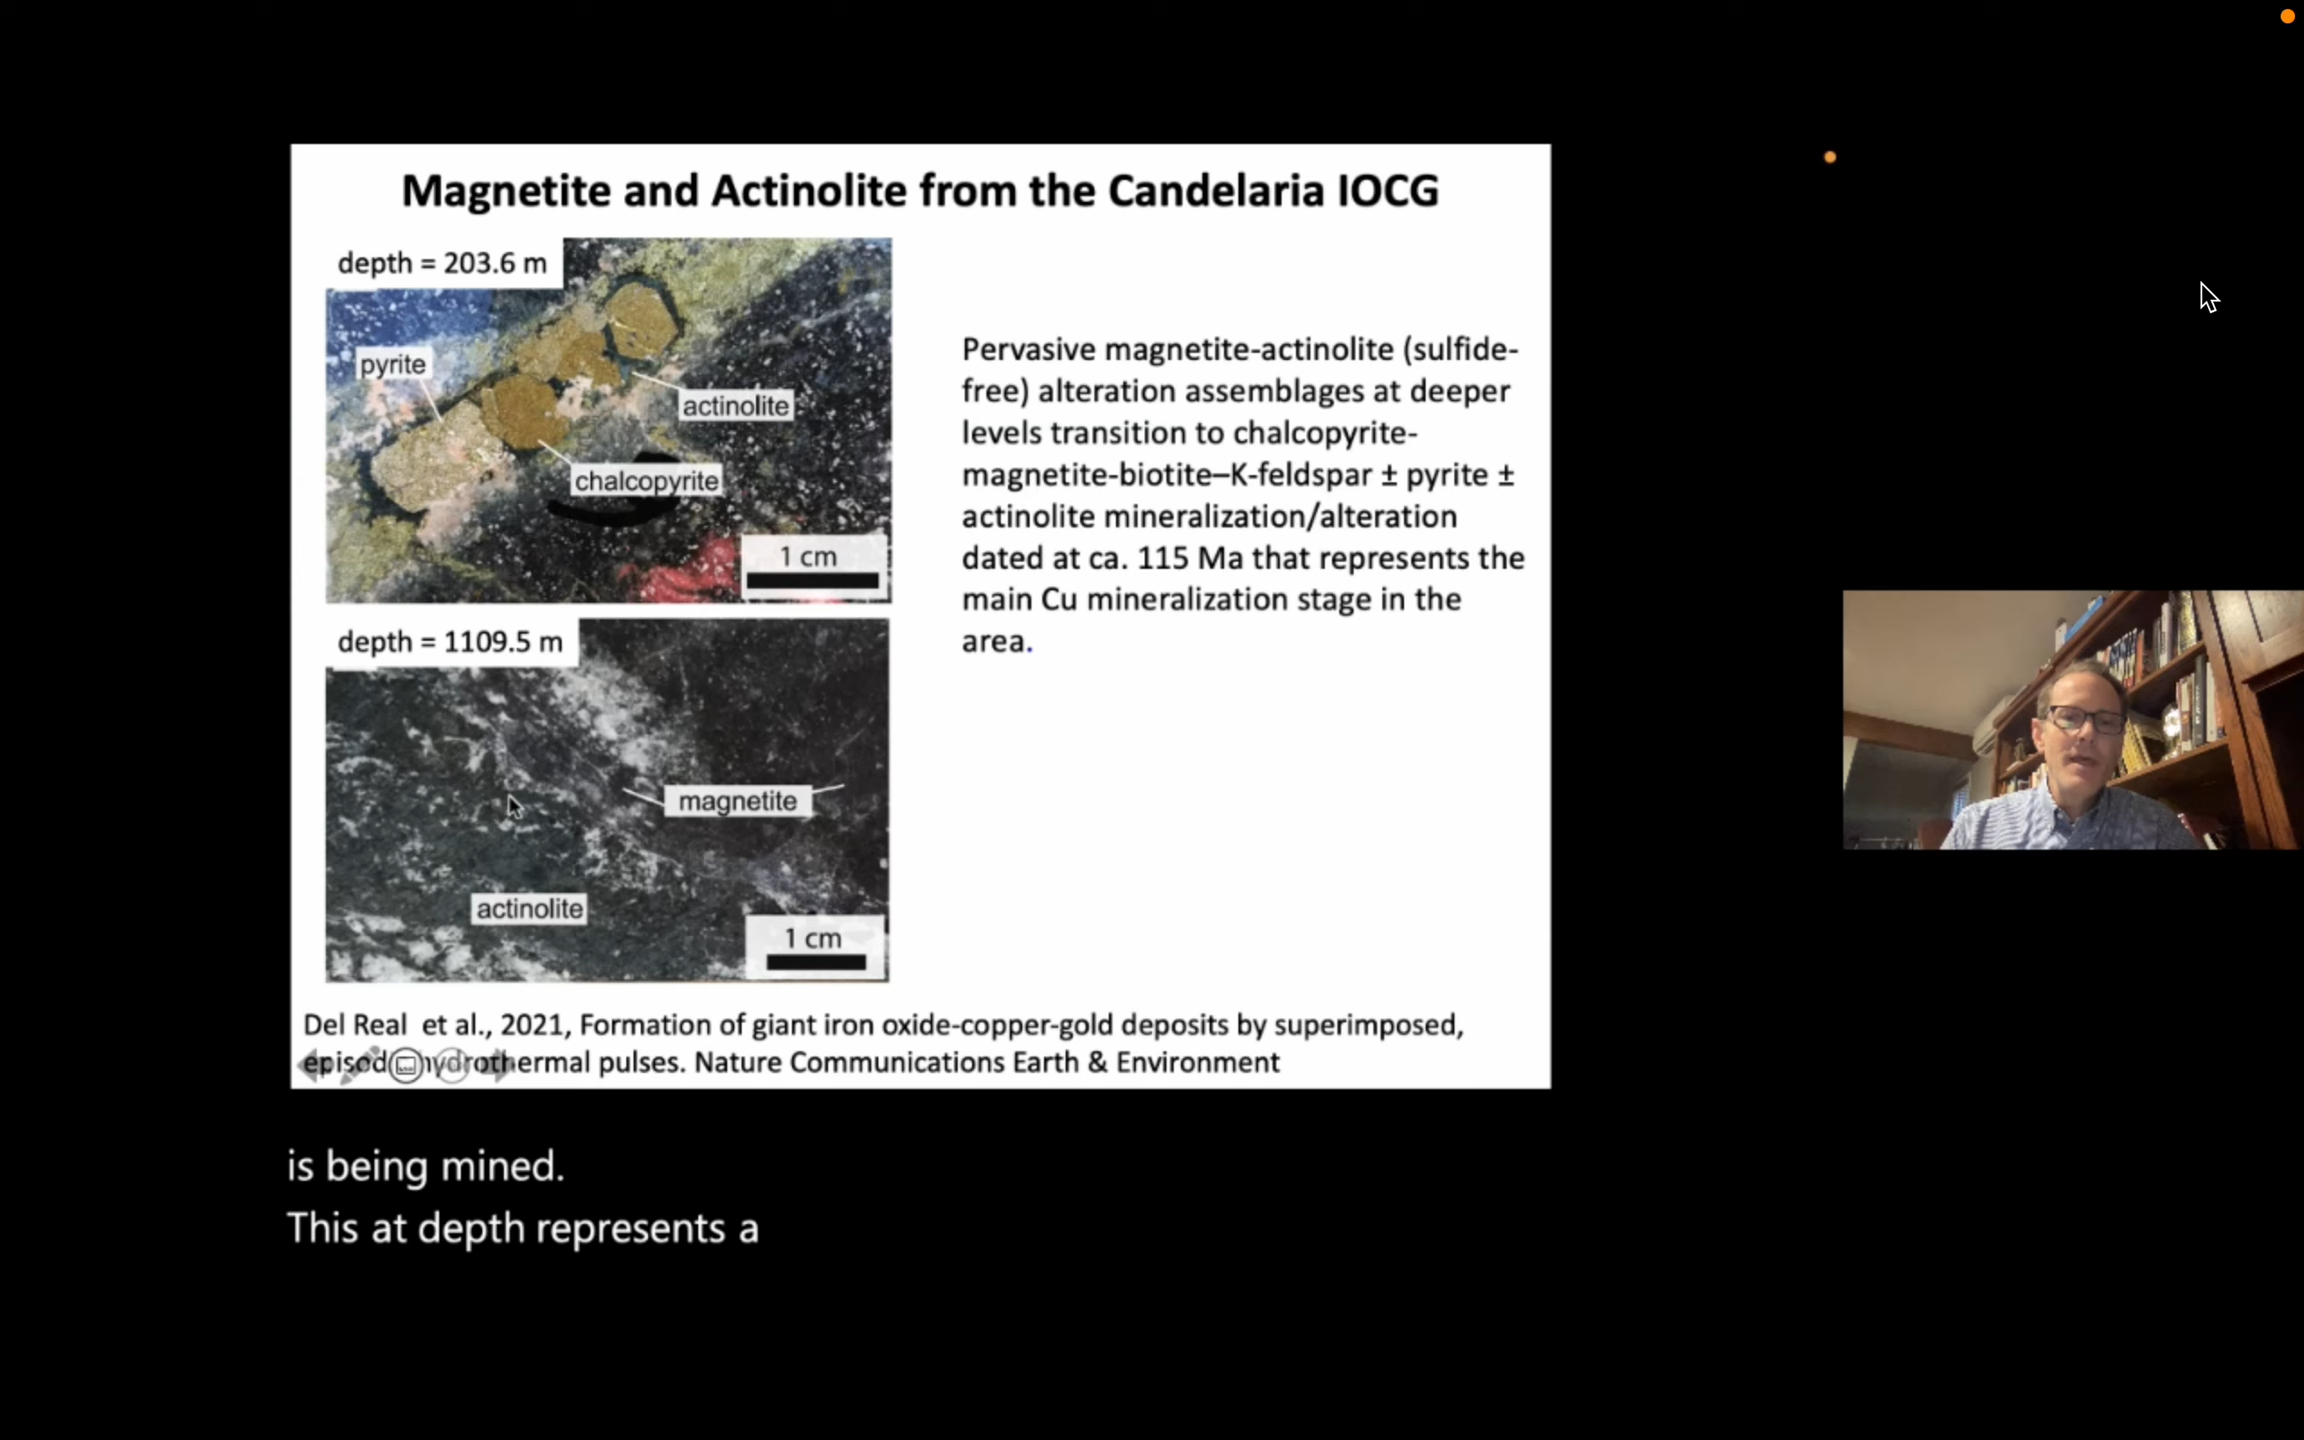 Magnetite and Actinolite from the Candelaria IOCG
depth = 203.6 m
pyrite
actinolite
chalcopyrite
1 cm
depth = 1109.5 m
magnetite
actinolite
1 cm
Pervasive magnetite-actinolite (sulfide-
free) alteration assemblages at deeper
levels transition to chalcopyrite-
magnetite-biotite–K-feldspar ± pyrite ±
actinolite mineralization/alteration
dated at ca. 115 Ma that represents the
main Cu mineralization stage in the
area.
Del Real et al., 2021, Formation of giant iron oxide-copper-gold deposits by superimposed,
hydrothermal pulses. Nature Communications Earth & Environment
is being mined.
This at depth represents a